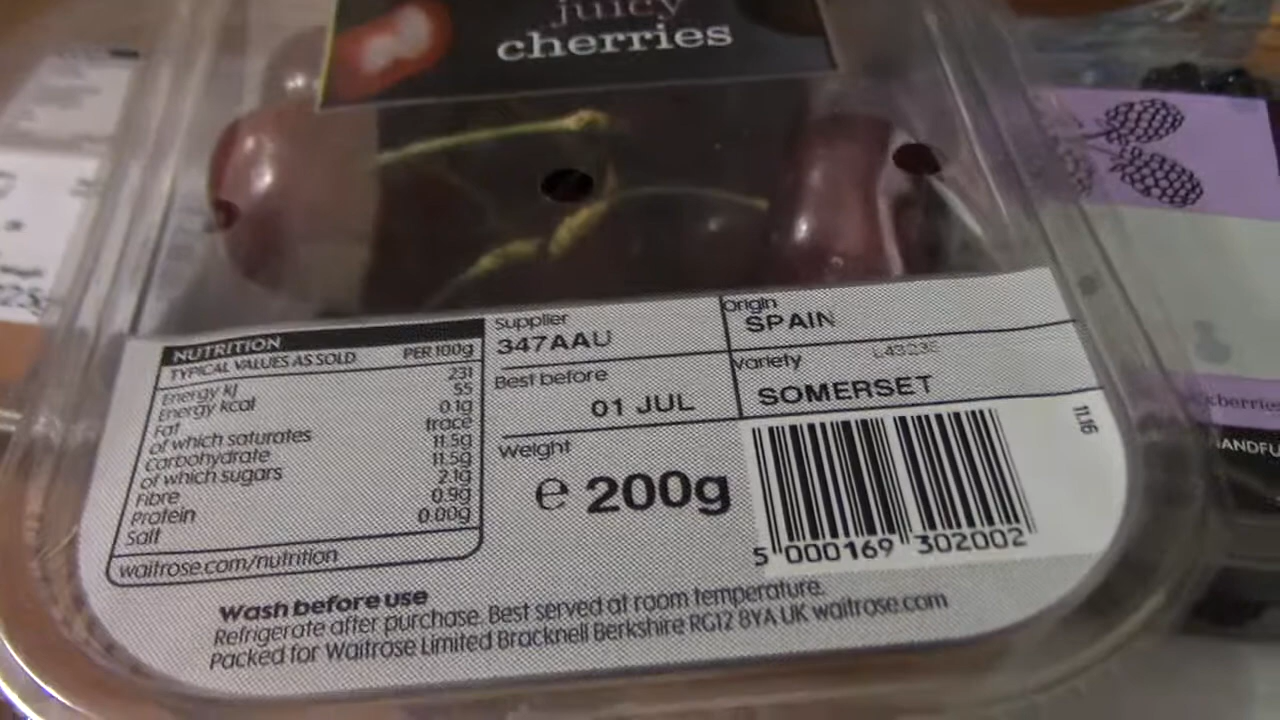 juicy
cherries
NUTRITION
TYPICAL VALUES AS SOLD PER 100g
Energy kJ 231
Energy kcal 55
Fat 0.1g
of which saturates trace
carbohydrate 11.5g
of which sugars 11.5g
Fibre 2.1g
Protein 0.9g
Salt 0.00g
waitrose.com/nutrition
Supplier
347AAU
Origin
SPAIN
Best before
01 JUL
Variety
SOMERSET
Weight
e 200g
11.16
5 000169 302002
Wash before use
Refrigerate after purchase. Best served at room temperature.
Packed for Waitrose Limited Bracknell Berkshire RG12 8YA UK waitrose.com